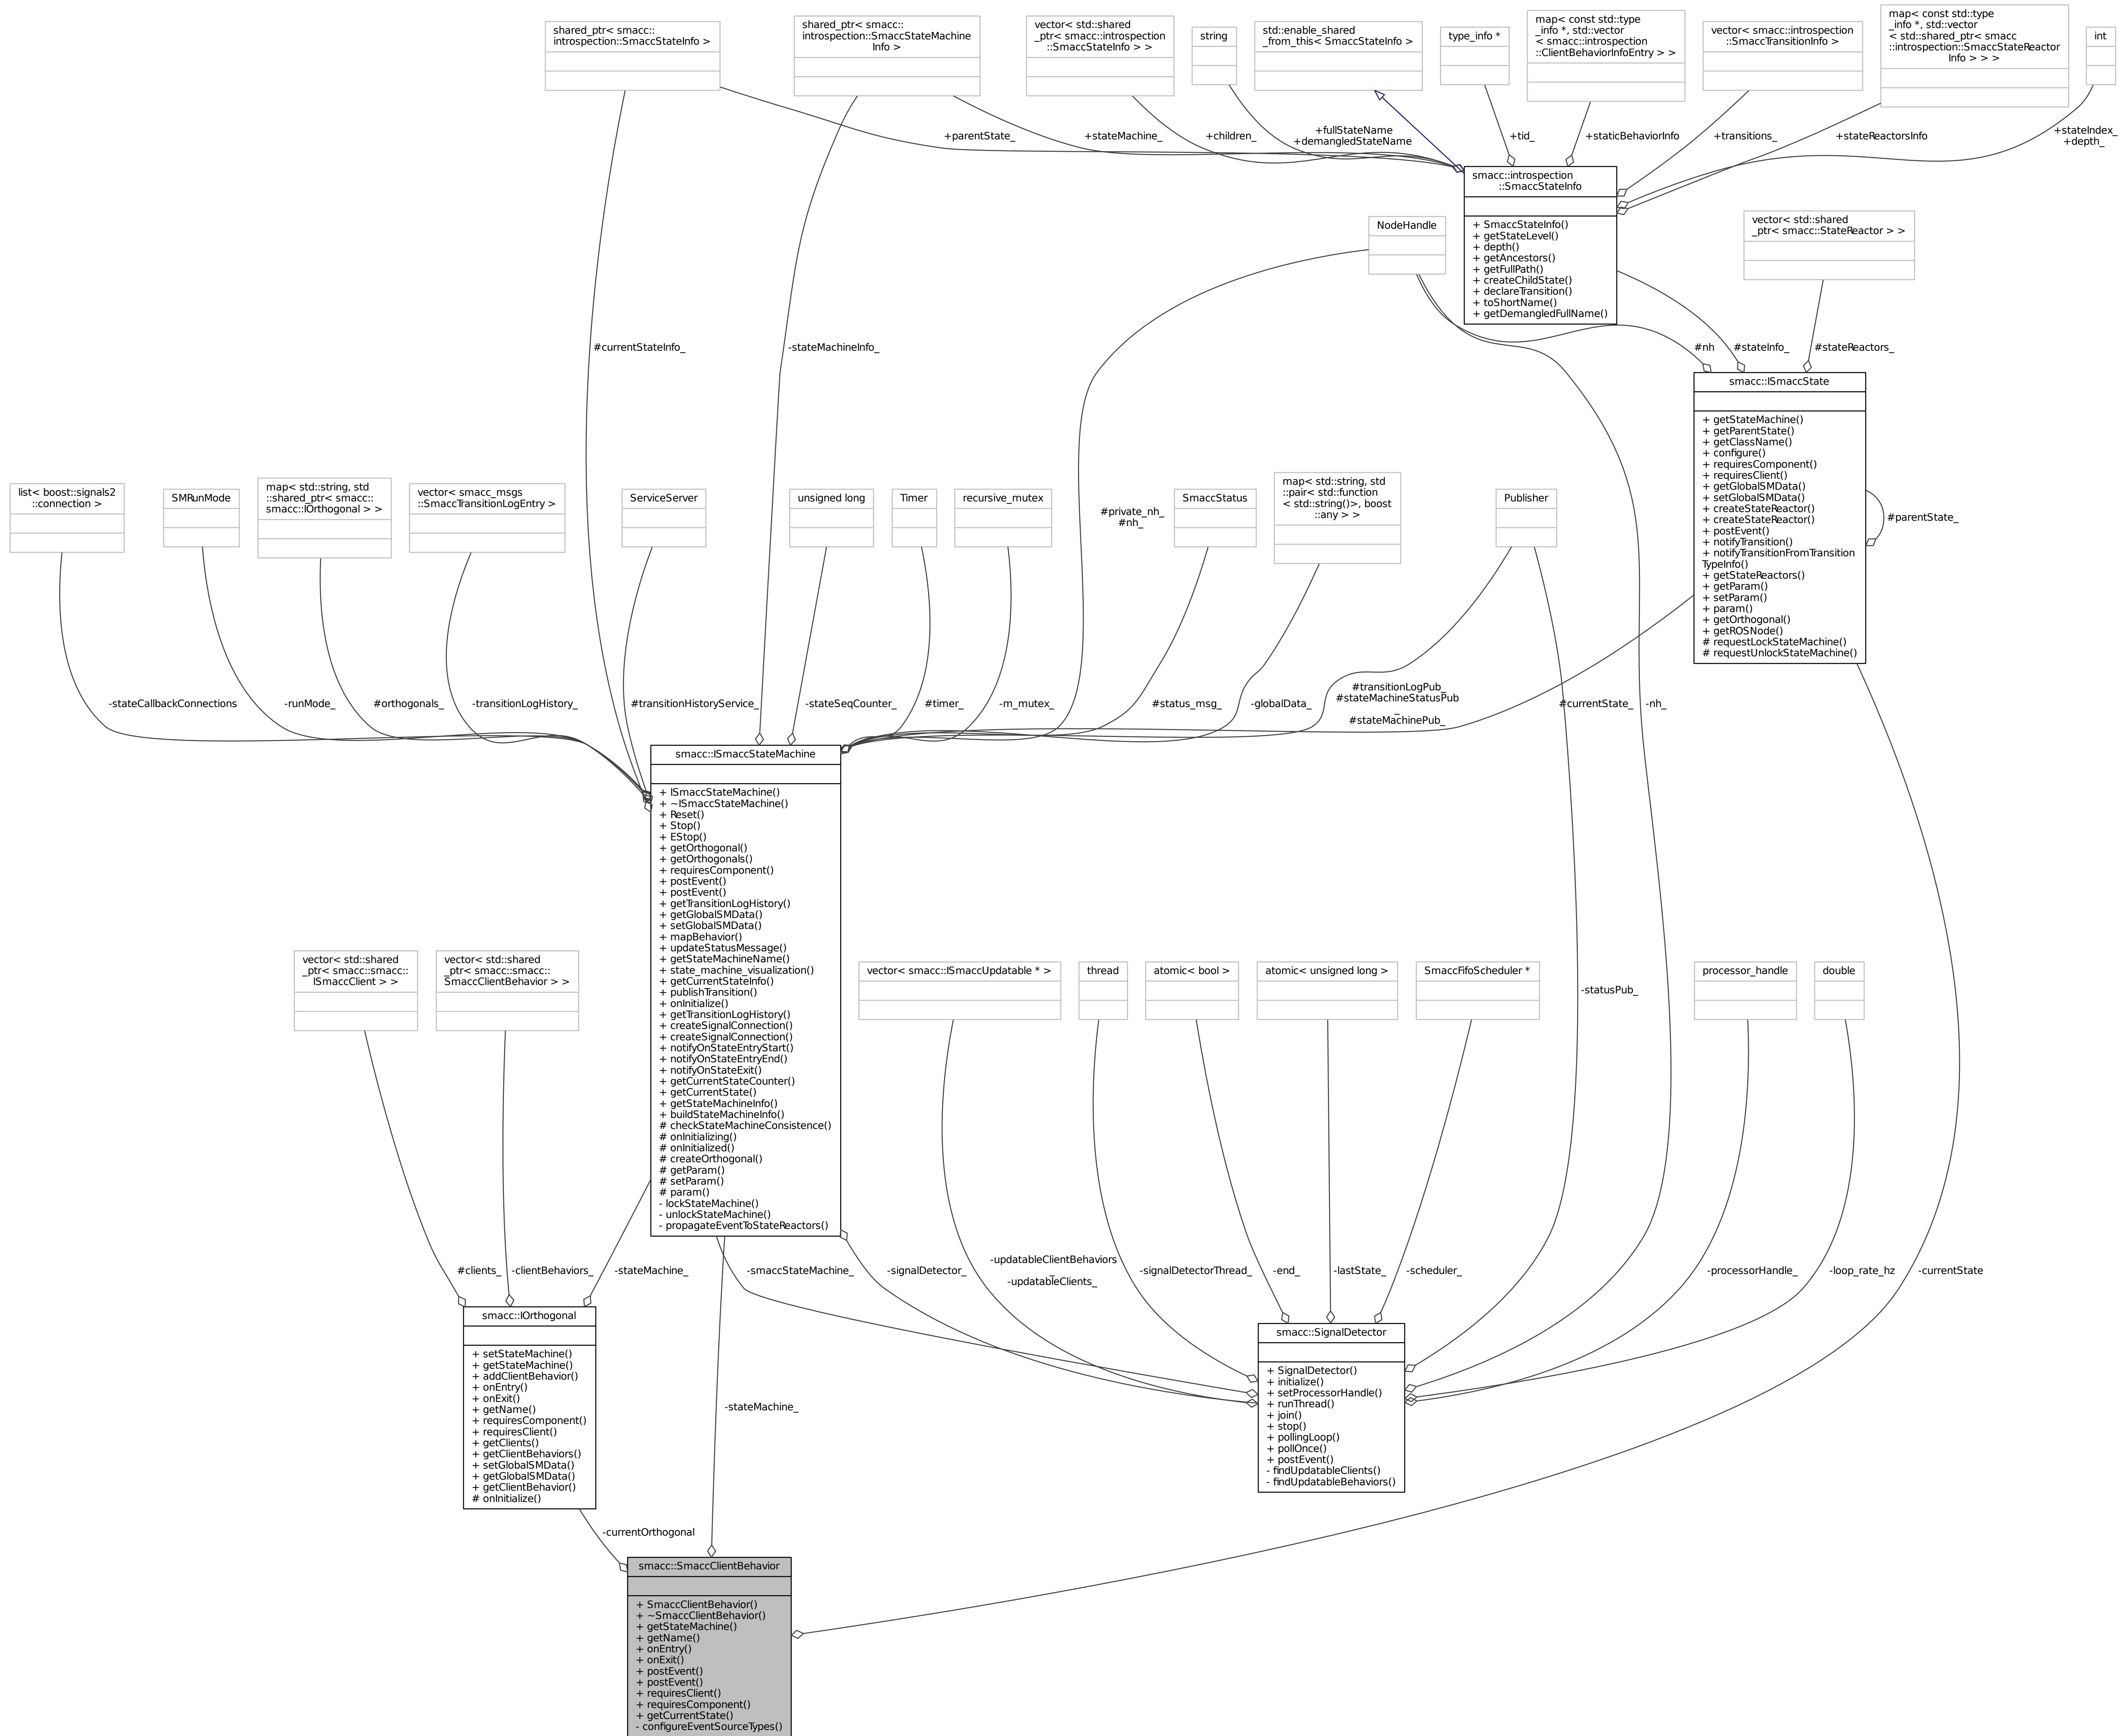 shared_ptr< smacc::
introspection::SmaccStateInfo >
shared_ptr< smacc::
introspection::SmaccStateMachine
Info >
vector< std::shared
_ptr< smacc::introspection
::SmaccStateInfo > >
string
std::enable_shared
_from_this< SmaccStateInfo >
type_info *
map< const std::type
_info *, std::vector
< smacc::introspection
::ClientBehaviorInfoEntry > >
vector< smacc::introspection
::SmaccTransitionInfo >
map< const std::type
_info *, std::vector
< std::shared_ptr< smacc
::introspection::SmaccStateReactor
Info > > >
int
+parentState_
+stateMachine_
+children_
+fullStateName
+demangledStateName
+tid_
+staticBehaviorInfo
+transitions_
+stateReactorsInfo
+stateIndex_
+depth_
smacc::introspection
::SmaccStateInfo
+ SmaccStateInfo()
+ getStateLevel()
+ depth()
+ getAncestors()
+ getFullPath()
+ createChildState()
+ declareTransition()
+ toShortName()
+ getDemangledFullName()
NodeHandle
vector< std::shared
_ptr< smacc::StateReactor > >
#currentStateInfo_
-stateMachineInfo_
#nh
#stateInfo_
#stateReactors_
smacc::ISmaccState
+ getStateMachine()
+ getParentState()
+ getClassName()
+ configure()
+ requiresComponent()
+ requiresClient()
+ getGlobalSMData()
+ setGlobalSMData()
+ createStateReactor()
+ createStateReactor()
+ postEvent()
+ notifyTransition()
+ notifyTransitionFromTransition
TypeInfo()
+ getStateReactors()
+ getParam()
+ setParam()
+ param()
+ getOrthogonal()
+ getROSNode()
# requestLockStateMachine()
# requestUnlockStateMachine()
#parentState_
list< boost::signals2
::connection >
SMRunMode
map< std::string, std
::shared_ptr< smacc::
smacc::IOrthogonal > >
vector< smacc_msgs
::SmaccTransitionLogEntry >
ServiceServer
unsigned long
Timer
recursive_mutex
#private_nh_
#nh_
SmaccStatus
map< std::string, std
::pair< std::function
< std::string()>, boost
::any > >
Publisher
-stateCallbackConnections
-runMode_
#orthogonals_
-transitionLogHistory_
#transitionHistoryService_
-stateSeqCounter_
#timer_
-m_mutex_
#status_msg_
-globalData_
#transitionLogPub_
#stateMachineStatusPub
_
#stateMachinePub_
#currentState_
-nh_
smacc::ISmaccStateMachine
+ ISmaccStateMachine()
+ ~ISmaccStateMachine()
+ Reset()
+ Stop()
+ EStop()
+ getOrthogonal()
+ getOrthogonals()
+ requiresComponent()
+ postEvent()
+ postEvent()
+ getTransitionLogHistory()
+ getGlobalSMData()
+ setGlobalSMData()
+ mapBehavior()
+ updateStatusMessage()
+ getStateMachineName()
+ state_machine_visualization()
+ getCurrentStateInfo()
+ publishTransition()
+ onInitialize()
+ getTransitionLogHistory()
+ createSignalConnection()
+ createSignalConnection()
+ notifyOnStateEntryStart()
+ notifyOnStateEntryEnd()
+ notifyOnStateExit()
+ getCurrentStateCounter()
+ getCurrentState()
+ getStateMachineInfo()
+ buildStateMachineInfo()
# checkStateMachineConsistence()
# onInitializing()
# onInitialized()
# createOrthogonal()
# getParam()
# setParam()
# param()
- lockStateMachine()
- unlockStateMachine()
- propagateEventToStateReactors()
vector< std::shared
_ptr< smacc::smacc::
ISmaccClient > >
vector< std::shared
_ptr< smacc::smacc::
SmaccClientBehavior > >
vector< smacc::ISmaccUpdatable * >
thread
atomic< bool >
atomic< unsigned long >
SmaccFifoScheduler *
-statusPub_
processor_handle
double
#clients_
-clientBehaviors_
-stateMachine_
-smaccStateMachine_
-signalDetector_
-updatableClientBehaviors
_
-updatableClients_
-signalDetectorThread_
-end_
-lastState_
-scheduler_
-processorHandle_
-loop_rate_hz
-currentState
smacc::IOrthogonal
+ setStateMachine()
+ getStateMachine()
+ addClientBehavior()
+ onEntry()
+ onExit()
+ getName()
+ requiresComponent()
+ requiresClient()
+ getClients()
+ getClientBehaviors()
+ setGlobalSMData()
+ getGlobalSMData()
+ getClientBehavior()
# onInitialize()
-stateMachine_
smacc::SignalDetector
+ SignalDetector()
+ initialize()
+ setProcessorHandle()
+ runThread()
+ join()
+ stop()
+ pollingLoop()
+ pollOnce()
+ postEvent()
- findUpdatableClients()
- findUpdatableBehaviors()
-currentOrthogonal
smacc::SmaccClientBehavior
+ SmaccClientBehavior()
+ ~SmaccClientBehavior()
+ getStateMachine()
+ getName()
+ onEntry()
+ onExit()
+ postEvent()
+ postEvent()
+ requiresClient()
+ requiresComponent()
+ getCurrentState()
- configureEventSourceTypes()